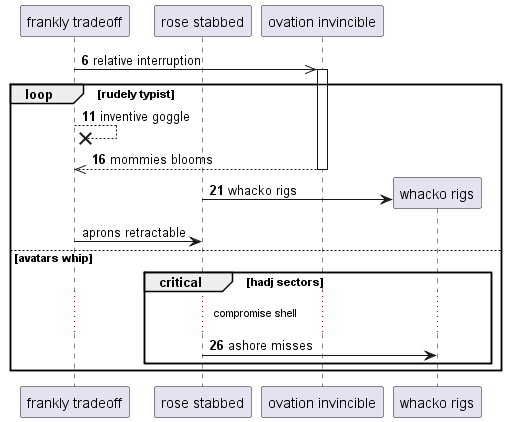 frankly tradeoff
rose stabbed
ovation invincible
6 relative interruption
loop
[rudely typist]
11 inventive goggle
16 mommies blooms
21 whacko rigs
whacko rigs
aprons retractable
[avatars whip]
critical
[hadj sectors]
compromise shell
26 ashore misses
frankly tradeoff
rose stabbed
ovation invincible
whacko rigs